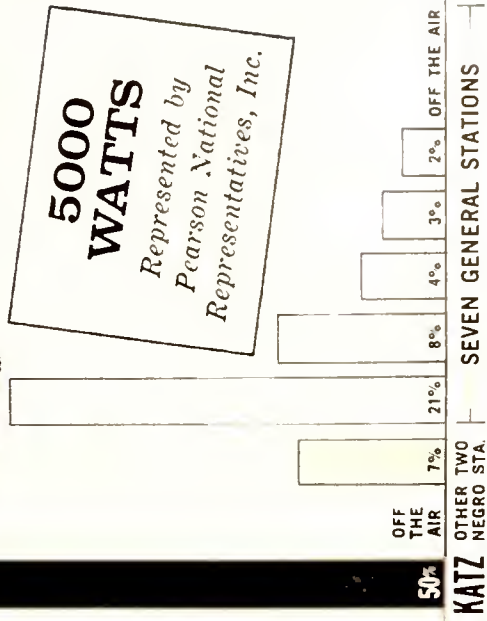 5000
WATTS
Represented by
Pearson National
Representatives, Inc.
50%
OFF
THE
AIR
7%
21%
8%
4%
3%
2%
OFF THE AIR
KATZ
OTHER TWO
NEGRO STA.
SEVEN GENERAL STATIONS